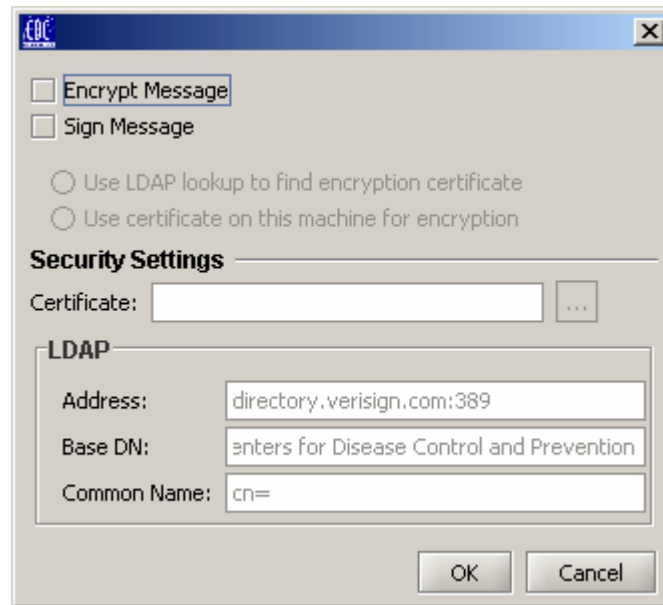 CDC
Encrypt Message
Sign Message
Use LDAP lookup to find encryption certificate
Use certificate on this machine for encryption
Security Settings
Certificate:
...
LDAP
Address: directory.verisign.com:389
Base DN: enters for Disease Control and Prevention
Common Name: cn=
OK Cancel